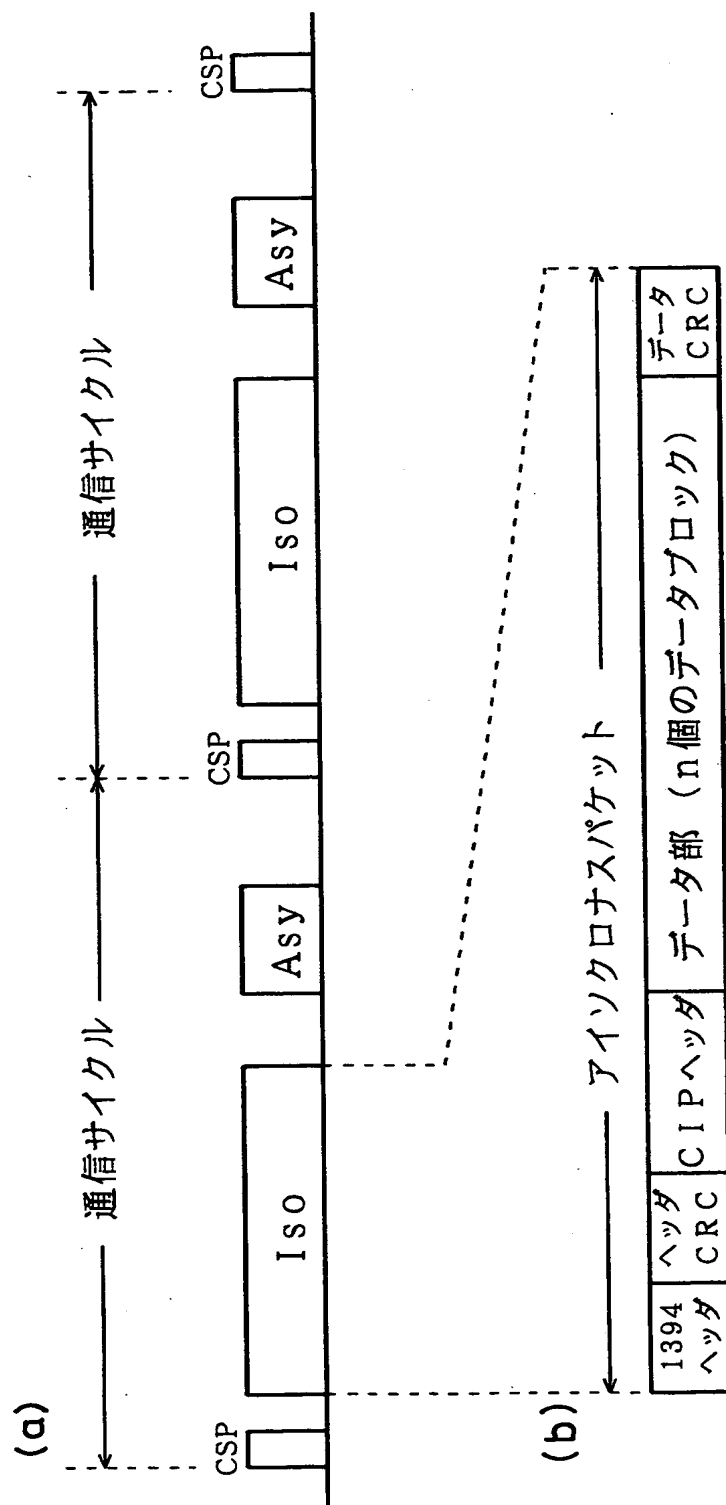 (a)
通信サイクル
通信サイクル
CSP
Iso
Asy
CSP
Iso
Asy
CSP
(b)
アイソクロナスパケット
1394
ヘッダ
ヘッダ
CRC
CIPヘッダ
データ部 (n個のデータブロック)
データ
CRC